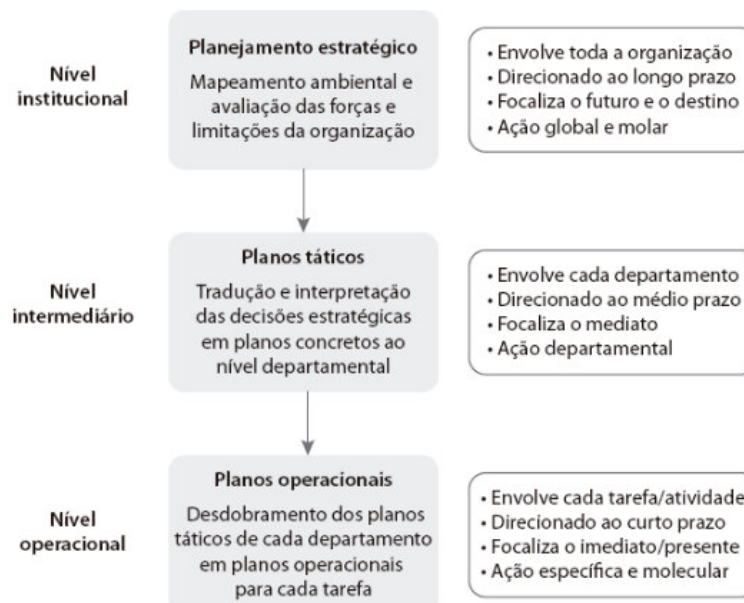 Nível
institucional
Planejamento estratégico
Mapeamento ambiental e
avaliação das forças e
limitações da organização
• Envolve toda a organização
• Direcionado ao longo prazo
• Focaliza o futuro e o destino
• Ação global e molar
Nível
intermediário
Planos táticos
Tradução e interpretação
das decisões estratégicas
em planos concretos ao
nível departamental
• Envolve cada departamento
• Direcionado ao médio prazo
• Focaliza o mediato
• Ação departamental
Nível
operacional
Planos operacionais
Desdobramento dos planos
táticos de cada departamento
em planos operacionais
para cada tarefa
• Envolve cada tarefa/atividade
• Direcionado ao curto prazo
• Focaliza o imediato/presente
• Ação específica e molecular